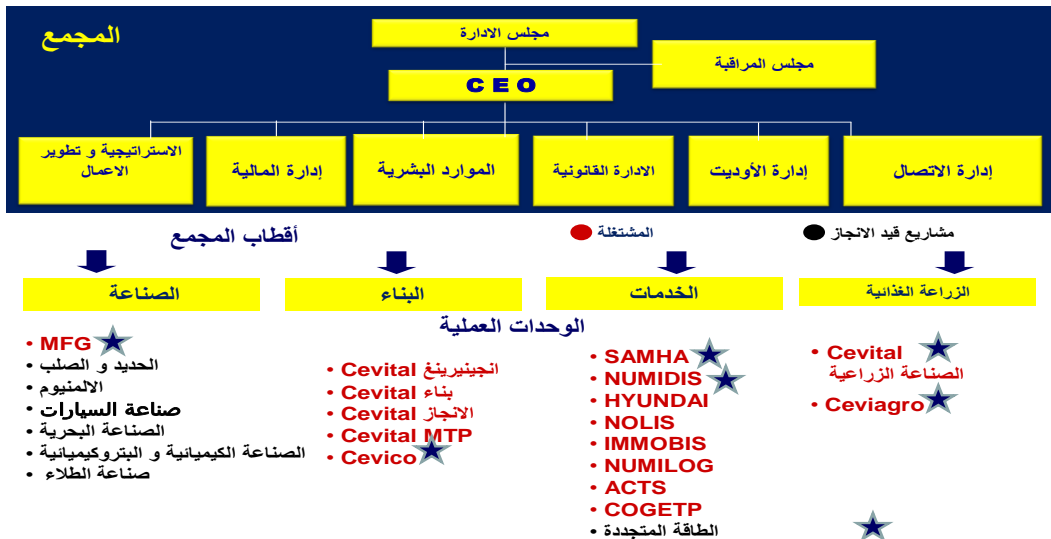 المجمع
مجلس الادارة
مجلس المراقبة
CEO
إدارة الاتصال
إدارة الأوديت
الادارة القانونية
الموارد البشرية
إدارة المالية
الاستراتيجية و تطوير
الاعمال
مشاريع قيد الانجاز
المشتغلة
أقطاب المجمع
الزراعة الغذائية
الخدمات
البناء
الصناعة
الوحدات العملية
• Cevital
الصناعة الزراعية
• Ceviagro
• SAMHA
• NUMIDIS
• HYUNDAI
• NOLIS
• IMMOBIS
• NUMILOG
• ACTS
• COGETP
• الطاقة المتجددة
• Cevital انجينيرينغ
• Cevital بناء
• Cevital الانجاز
• Cevital MTP
• Cevico
• MFG
• الحديد و الصلب
• الالمنيوم
• صناعة السيارات
• الصناعة البحرية
• الصناعة الكيميائية و البتروكيميائية
• صناعة الطلاء